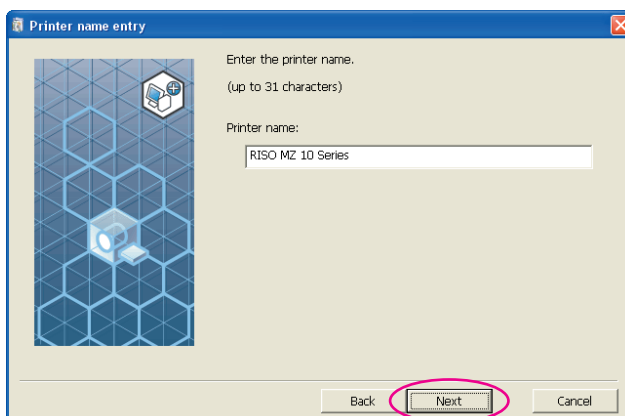 Printer name entry
Enter the printer name.
(up to 31 characters)
Printer name:
RISO MZ 10 Series
Back Next Cancel